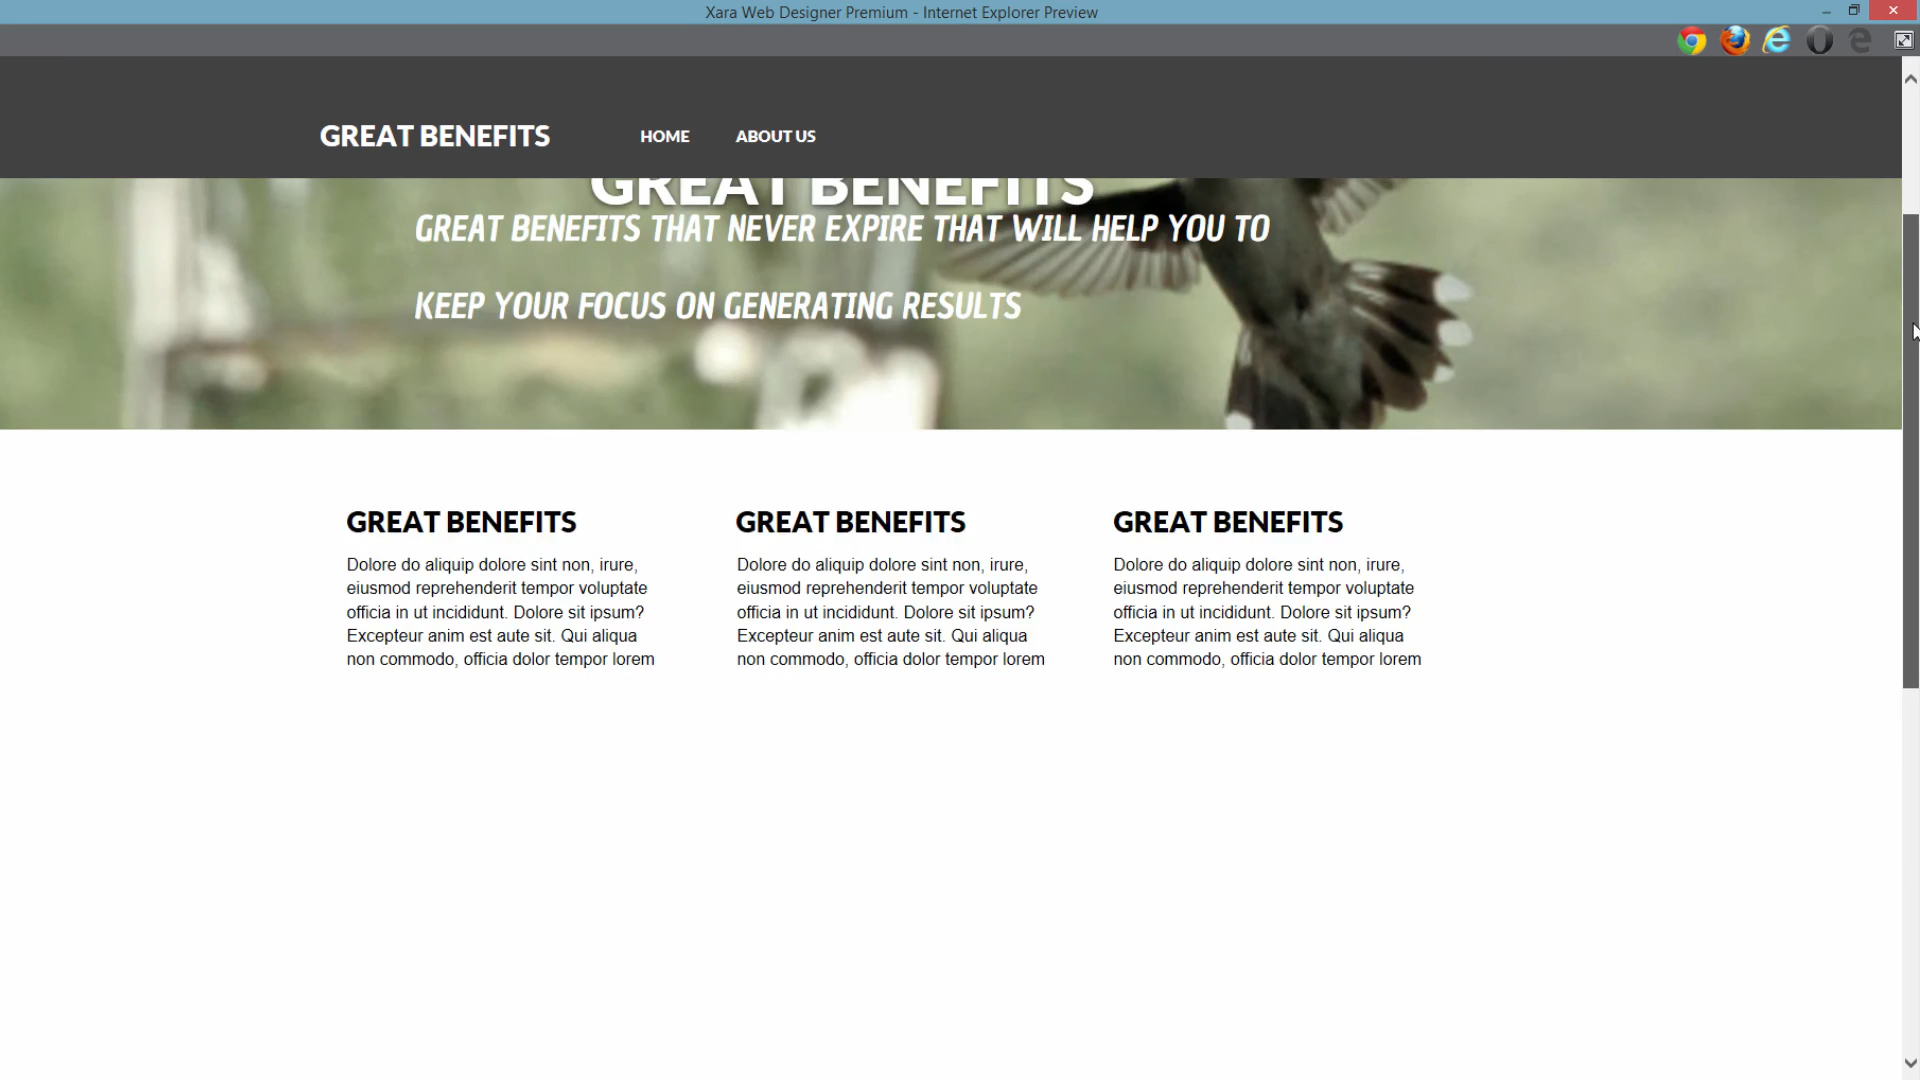 Xara Web Designer Premium - Internet Explorer Preview
GREAT BENEFITS
HOME
ABOUT US
GREAT BENEFITS
GREAT BENEFITS THAT NEVER EXPIRE THAT WILL HELP YOU TO
KEEP YOUR FOCUS ON GENERATING RESULTS
GREAT BENEFITS
Dolore do aliquip dolore sint non, irure,
eiusmod reprehenderit tempor voluptate
officia in ut incididunt. Dolore sit ipsum?
Excepteur anim est aute sit. Qui aliqua
non commodo, officia dolor tempor lorem
GREAT BENEFITS
Dolore do aliquip dolore sint non, irure,
eiusmod reprehenderit tempor voluptate
officia in ut incididunt. Dolore sit ipsum?
Excepteur anim est aute sit. Qui aliqua
non commodo, officia dolor tempor lorem
GREAT BENEFITS
Dolore do aliquip dolore sint non, irure,
eiusmod reprehenderit tempor voluptate
officia in ut incididunt. Dolore sit ipsum?
Excepteur anim est aute sit. Qui aliqua
non commodo, officia dolor tempor lorem